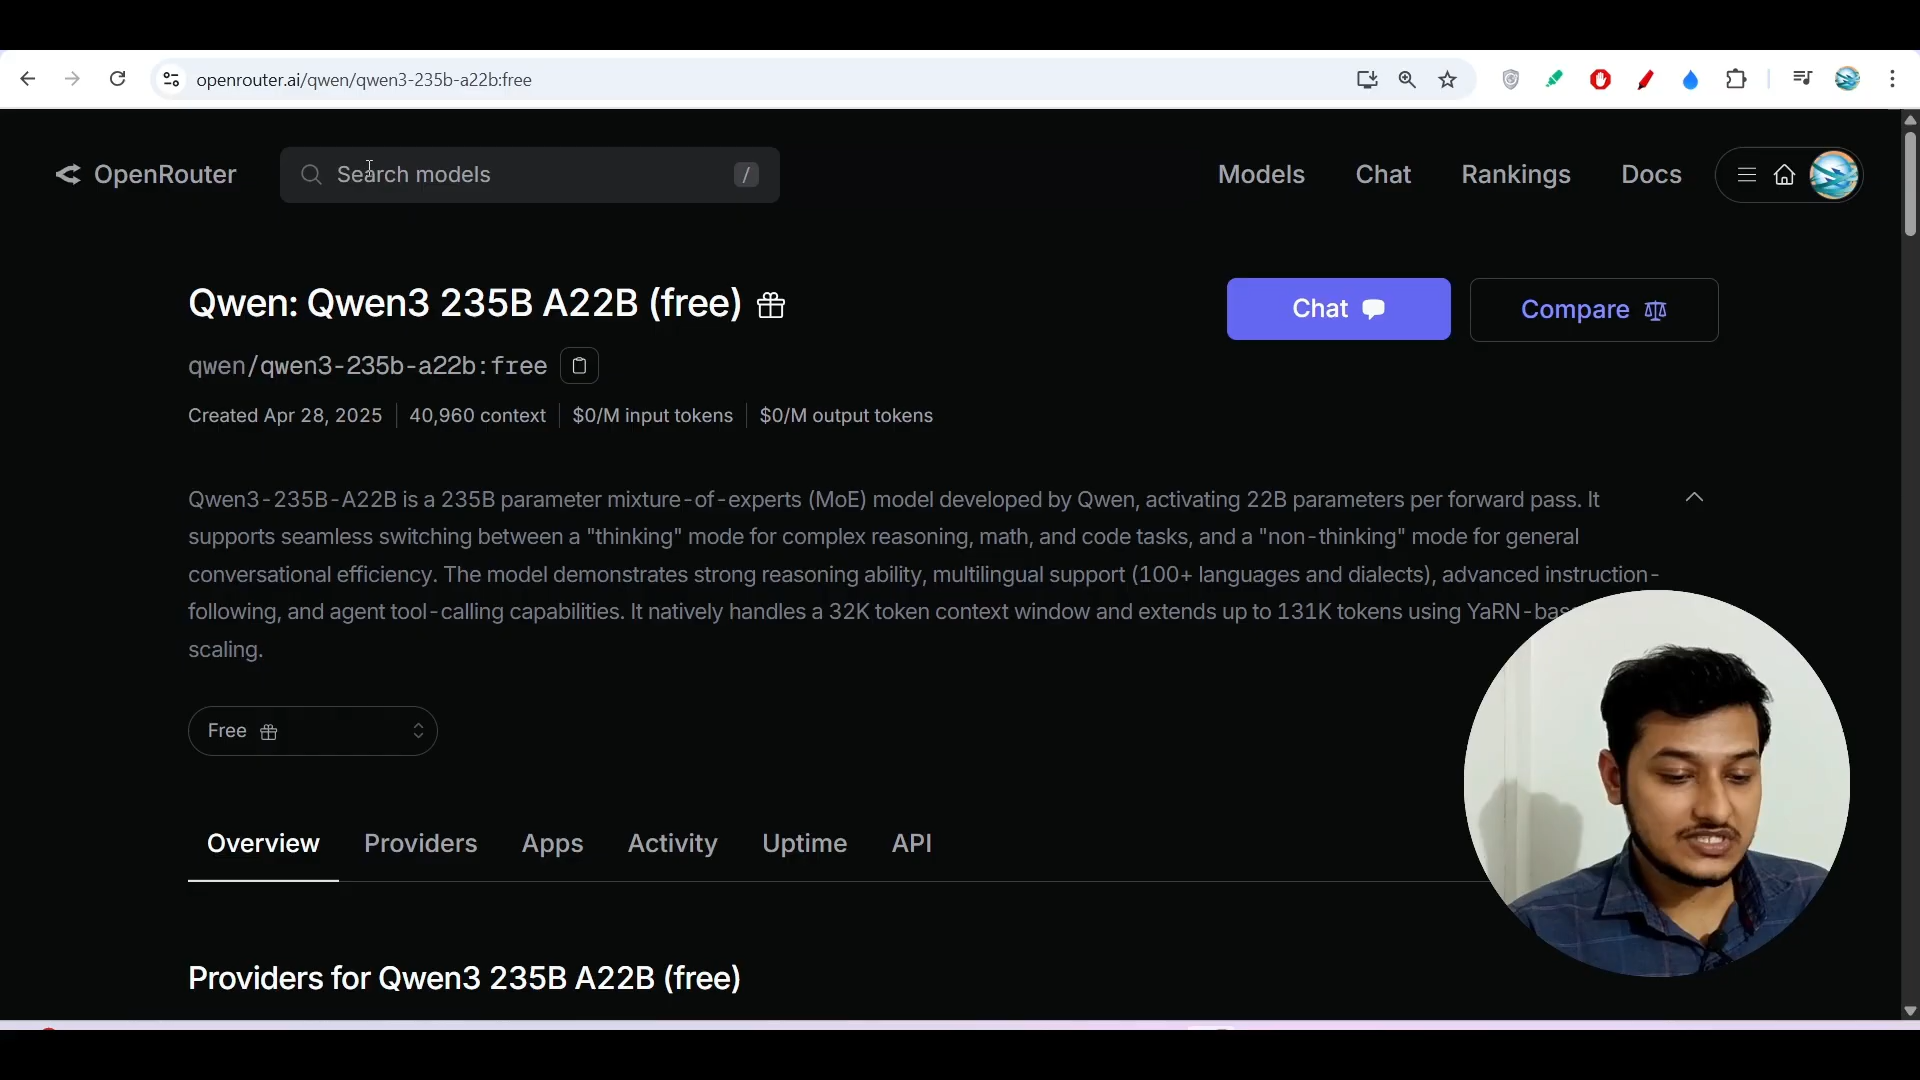 openrouter.ai/qwen/qwen3-235b-a22b:free
OpenRouter
Search models
/
Models
Chat
Rankings
Docs
Qwen: Qwen3 235B A22B (free)
Chat
Compare
qwen/qwen3-235b-a22b:free
Created Apr 28, 2025
40,960 context
$0/M input tokens
$0/M output tokens
Qwen3-235B-A22B is a 235B parameter mixture-of-experts (MoE) model developed by Qwen, activating 22B parameters per forward pass. It
supports seamless switching between a "thinking" mode for complex reasoning, math, and code tasks, and a "non-thinking" mode for general
conversational efficiency. The model demonstrates strong reasoning ability, multilingual support (100+ languages and dialects), advanced instruction-
following, and agent tool-calling capabilities. It natively handles a 32K token context window and extends up to 131K tokens using
scaling.
Free
Overview
Providers
Apps
Activity
Uptime
API
Providers for Qwen3 235B A22B (free)